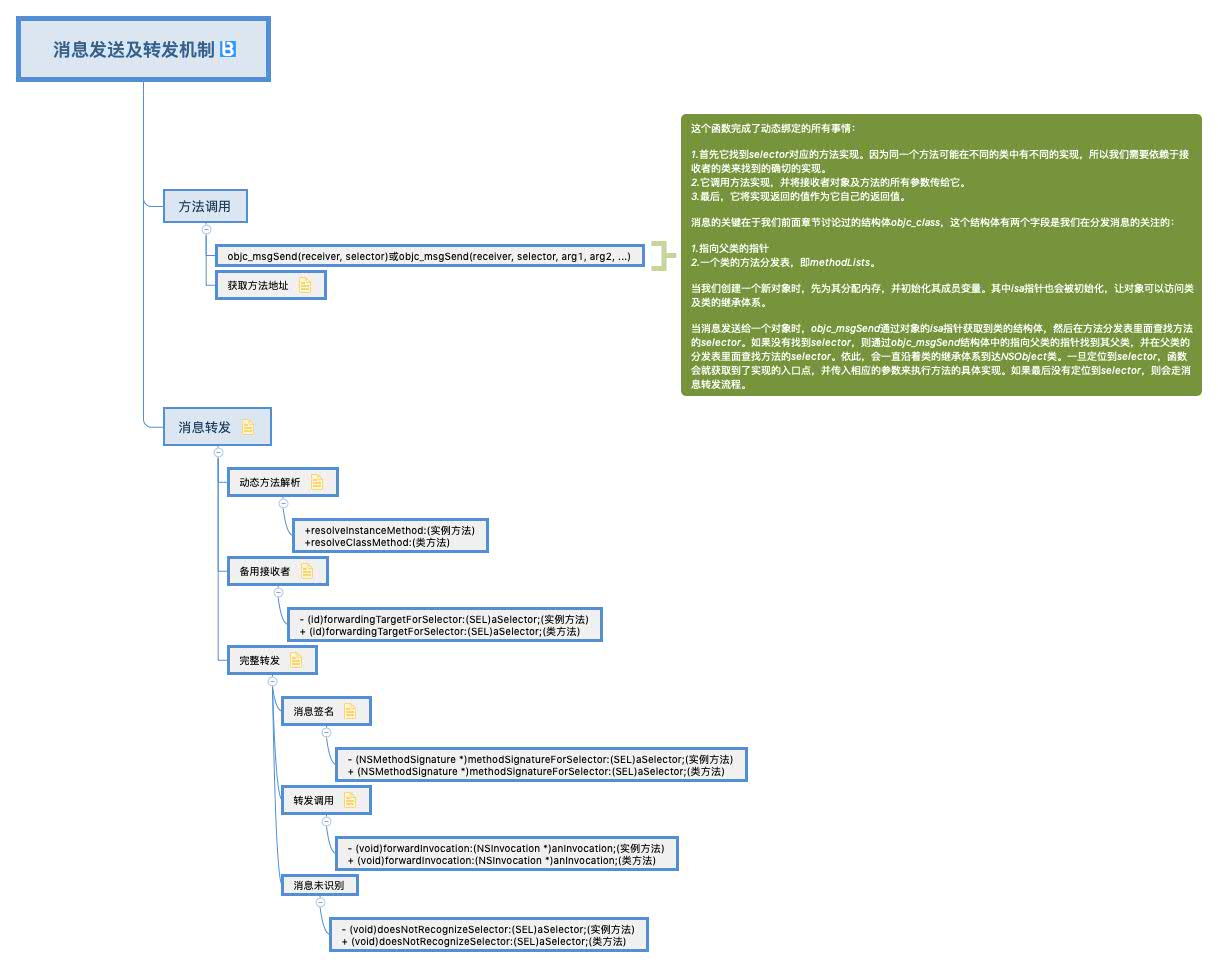 消息发送及转发机制 B
方法调用
objc_msgSend(receiver, selector)或objc_msgSend(receiver, selector, arg1, arg2, ...)
获取方法地址
这个函数完成了动态绑定的所有事情：
1.首先它找到selector对应的方法实现。因为同一个方法可能在不同的类中有不同的实现，所以我们需要依赖于接
收者的类来找到的确切的实现。
2.它调用方法实现，并将接收者对象及方法的所有参数传给它。
3.最后，它将实现返回的值作为它自己的返回值。
消息的关键在于我们前面章节讨论过的结构体objc_class，这个结构体有两个字段是我们在分发消息的关注的：
1.指向父类的指针
2.一个类的方法分发表，即methodLists。
当我们创建一个新对象时，先为其分配内存，并初始化其成员变量。其中isa指针也会被初始化，让对象可以访问类
及类的继承体系。
当消息发送给一个对象时，objc_msgSend通过对象的isa指针获取到类的结构体，然后在方法分发表里面查找方法
的selector。如果没有找到selector，则通过objc_msgSend结构体中的指向父类的指针找到其父类，并在父类的
分发表里面查找方法的selector。依此，会一直沿着类的继承体系到达NSObject类。一旦定位到selector，函数
会就获取到了实现的入口点，并传入相应的参数来执行方法的具体实现。如果最后没有定位到selector，则会走消
息转发流程。
消息转发
动态方法解析
+resolveInstanceMethod:(实例方法)
+resolveClassMethod:(类方法)
备用接收者
- (id)forwardingTargetForSelector:(SEL)aSelector;(实例方法)
+ (id)forwardingTargetForSelector:(SEL)aSelector;(类方法)
完整转发
消息签名
- (NSMethodSignature *)methodSignatureForSelector:(SEL)aSelector;(实例方法)
+ (NSMethodSignature *)methodSignatureForSelector:(SEL)aSelector;(类方法)
转发调用
- (void)forwardInvocation:(NSInvocation *)anInvocation;(实例方法)
+ (void)forwardInvocation:(NSInvocation *)anInvocation;(类方法)
消息未识别
- (void)doesNotRecognizeSelector:(SEL)aSelector;(实例方法)
+ (void)doesNotRecognizeSelector:(SEL)aSelector;(类方法)